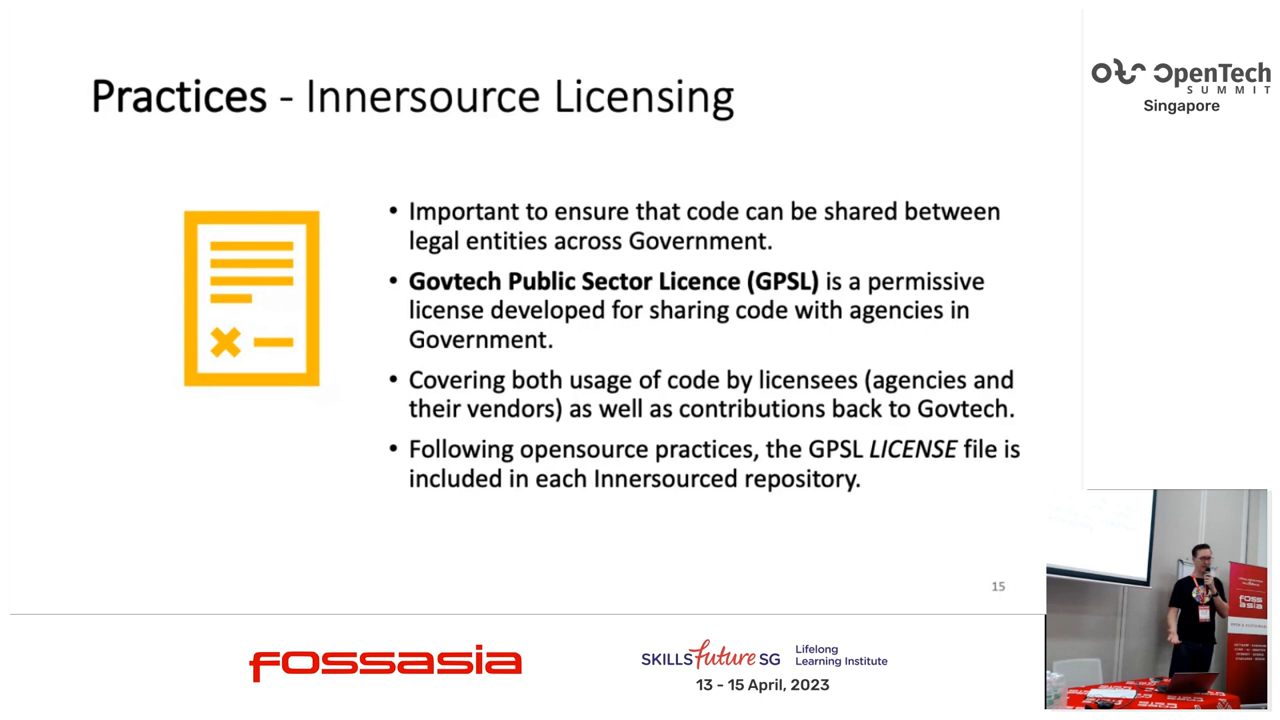 Practices - Innersource Licensing
• Important to ensure that code can be shared between
legal entities across Government.
• Govtech Public Sector Licence (GPSL) is a permissive
license developed for sharing code with agencies in
Government.
• Covering both usage of code by licensees (agencies and
their vendors) as well as contributions back to Govtech.
• Following opensource practices, the GPSL LICENSE file is
included in each Innersourced repository.
15
OpenTech
SUMMIT
Singapore
FOSSASIA
SKILLSfuture SG
Lifelong
Learning Institute
13 - 15 April, 2023
FOSS
ASIA